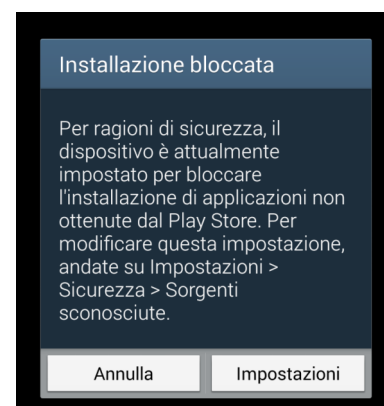 Installazione bloccata
Per ragioni di sicurezza, il
dispositivo è attualmente
impostato per bloccare
l'installazione di applicazioni non
ottenute dal Play Store. Per
modificare questa impostazione,
andate su Impostazioni >
Sicurezza > Sorgenti
sconosciute.
Annulla
Impostazioni